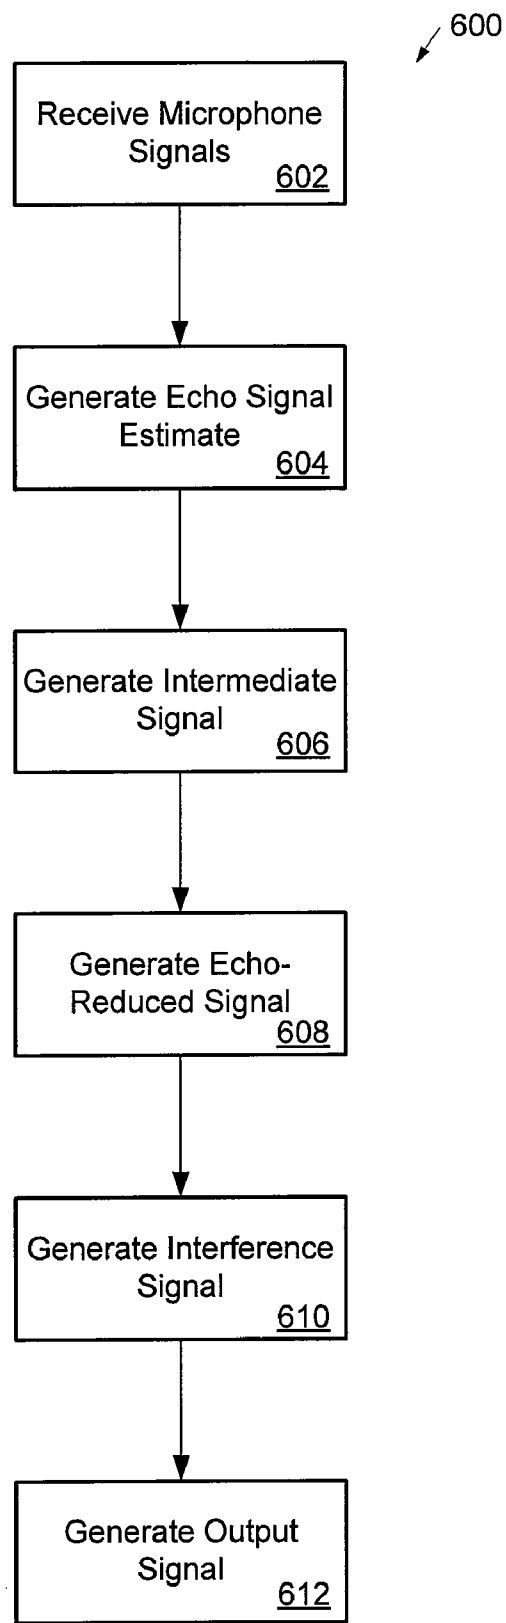 600
Receive Microphone
Signals
602
Generate Echo Signal
Estimate
604
Generate Intermediate
Signal
606
Generate Echo-
Reduced Signal
608
Generate Interference
Signal
610
Generate Output
Signal
612